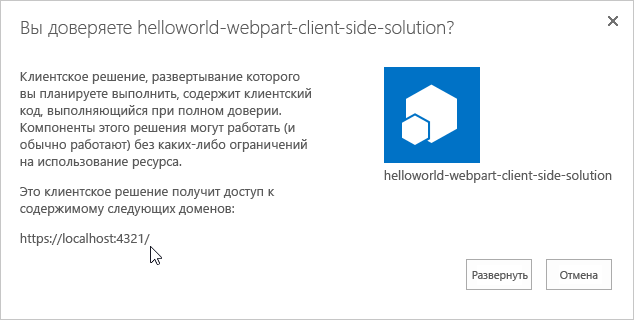 Вы доверяете helloworld-webpart-client-side-solution?
Клиентское решение, развертывание которого
вы планируете выполнить, содержит клиентский
код, выполняющийся при полном доверии.
Компоненты этого решения могут работать (и
обычно работают) без каких-либо ограничений
на использование ресурса.
Это клиентское решение получит доступ к
содержимому следующих доменов:
https://localhost:4321/
helloworld-webpart-client-side-solution
Развернуть
Отмена